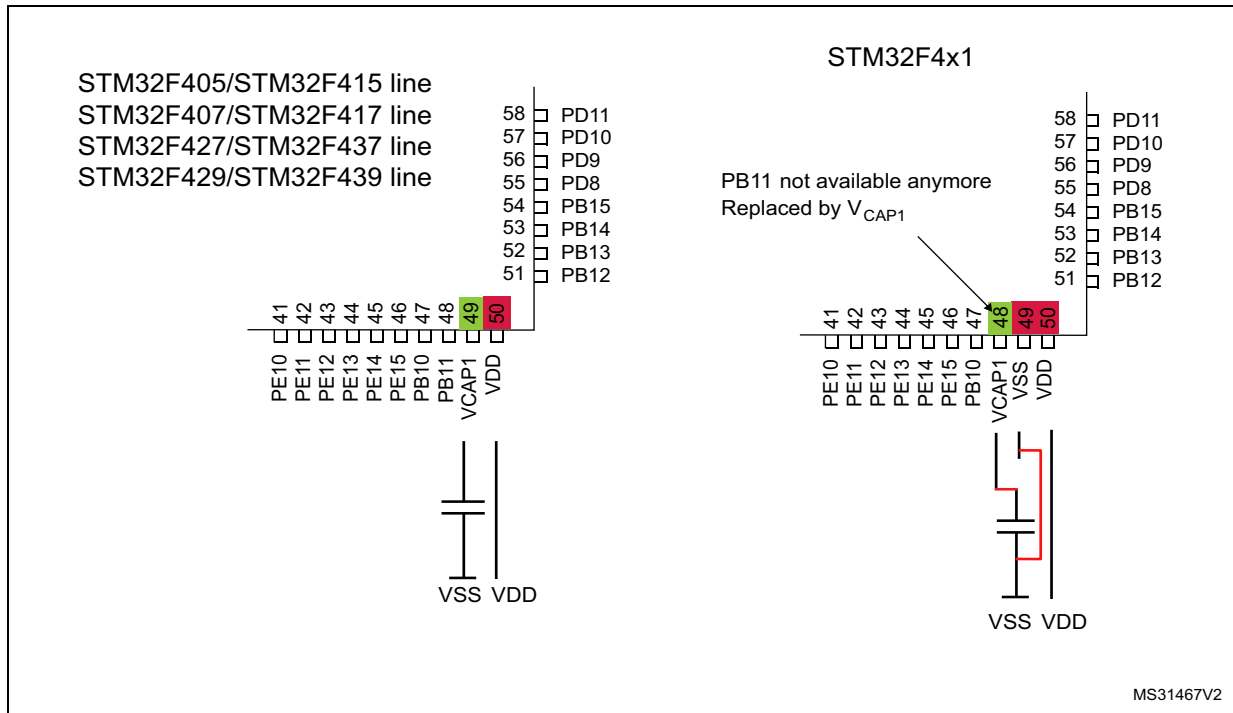 STM32F405/STM32F415 line
STM32F407/STM32F417 line
STM32F427/STM32F437 line
STM32F429/STM32F439 line
58 PD11
57 PD10
56 PD9
55 PD8
54 PB15
53 PB14
52 PB13
51 PB12
41 42 43 44 45 46 47 48 49 50
PE10 PE11 PE12 PE13 PE14 PE15 PB10 PB11 VCAP1 VDD
VSS VDD
STM32F4x1
PB11 not available anymore
Replaced by VCAP1
58 PD11
57 PD10
56 PD9
55 PD8
54 PB15
53 PB14
52 PB13
51 PB12
41 42 43 44 45 46 47 48 49 50
PE10 PE11 PE12 PE13 PE14 PE15 PB10 VCAP1 VSS VDD
VSS VDD
MS31467V2